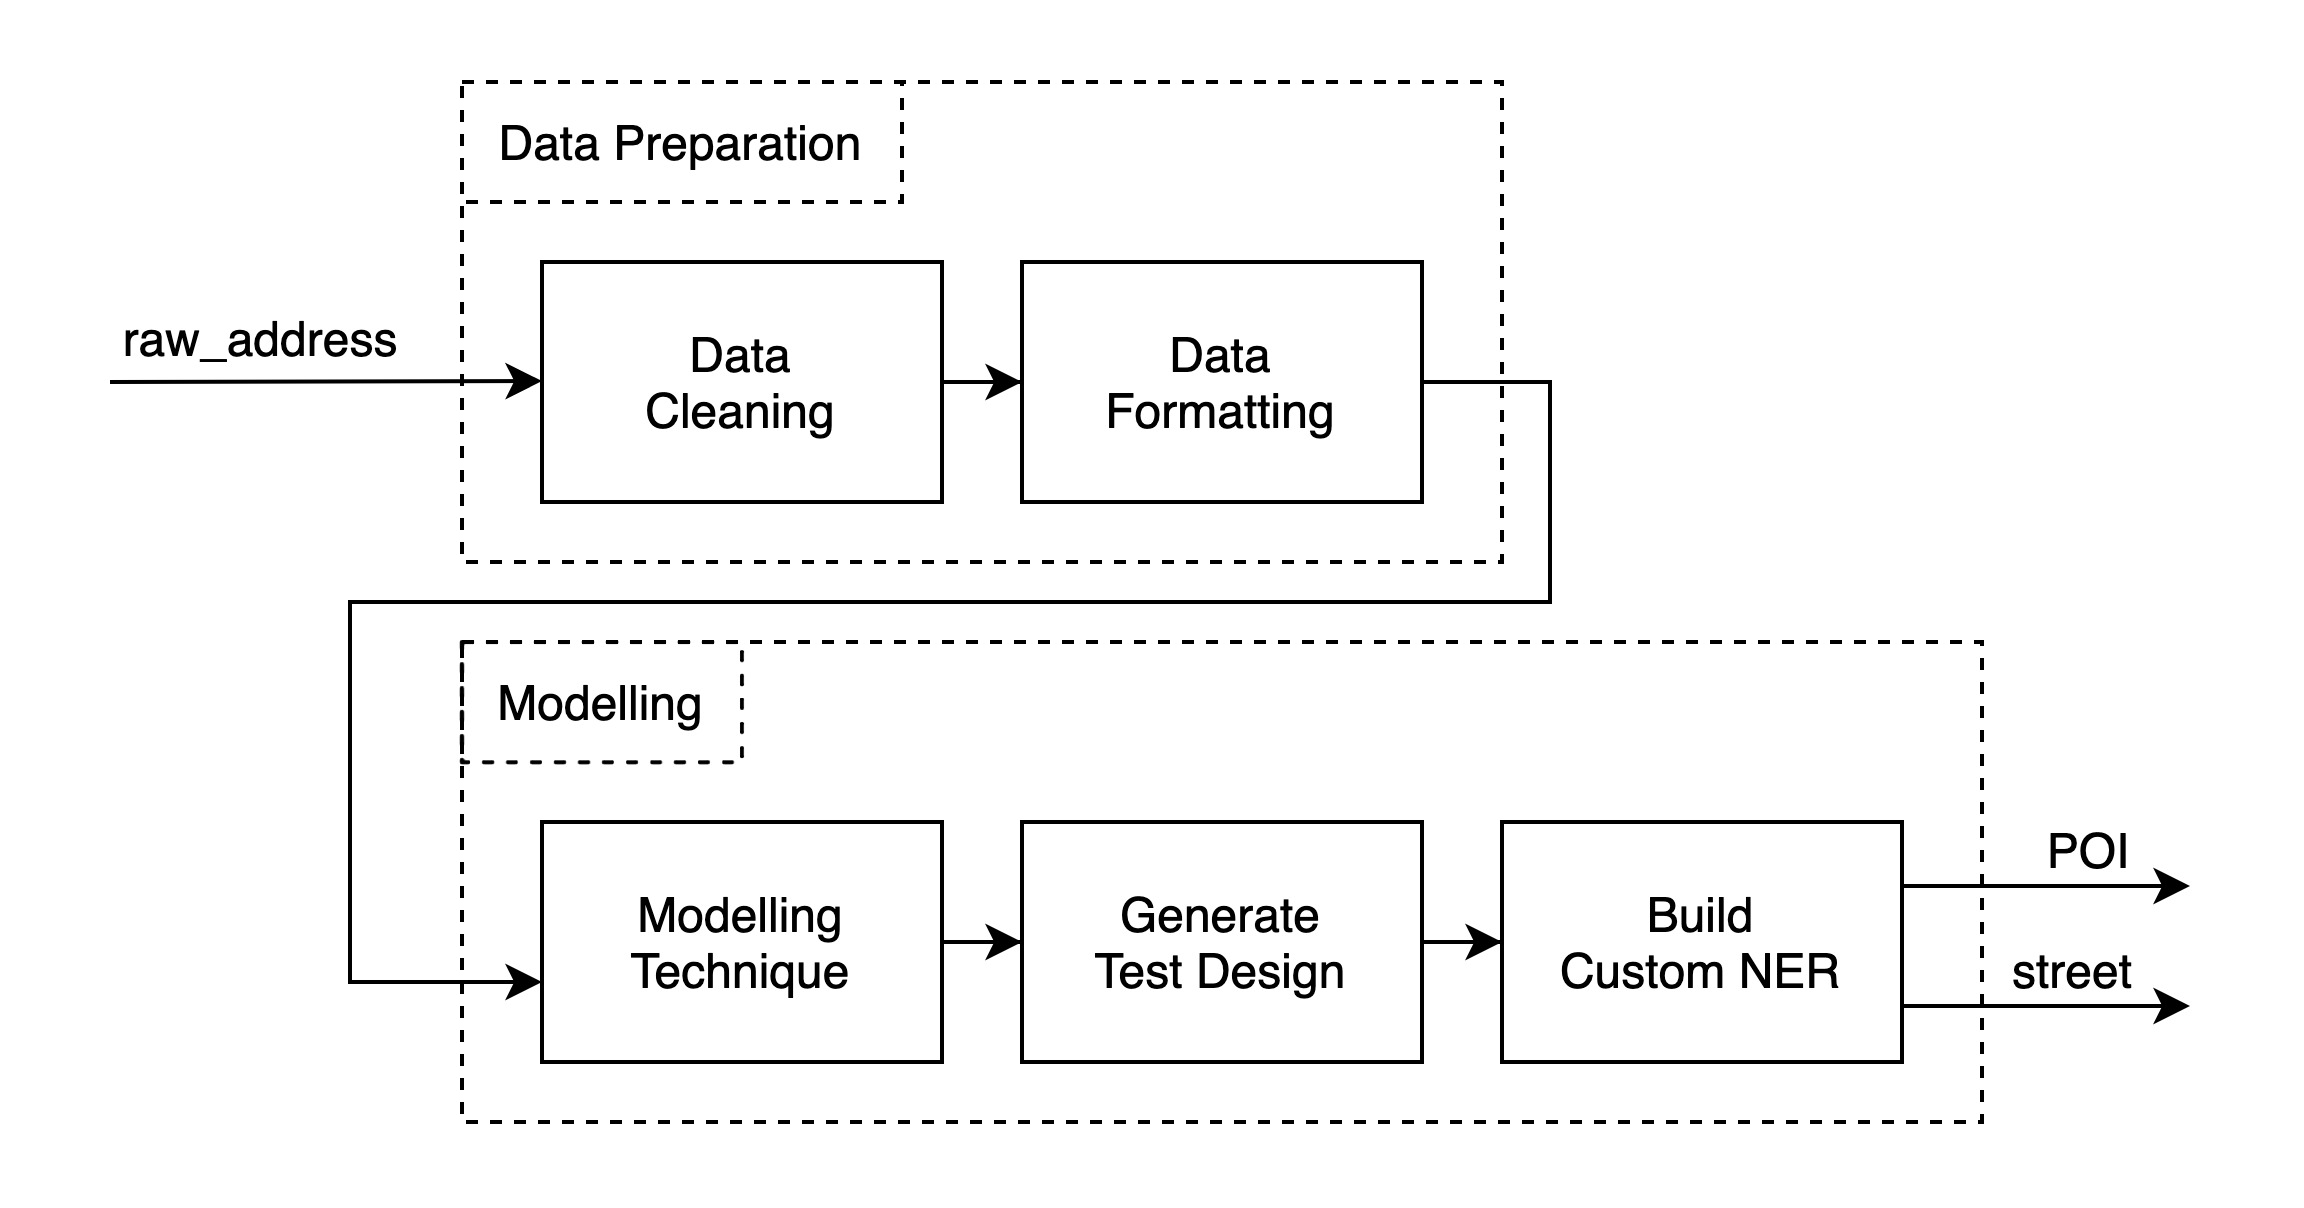 Data Preparation
raw_address
Data
Cleaning
Data
Formatting
Modelling
Modelling
Technique
Generate
Test Design
Build
Custom NER
POI
street